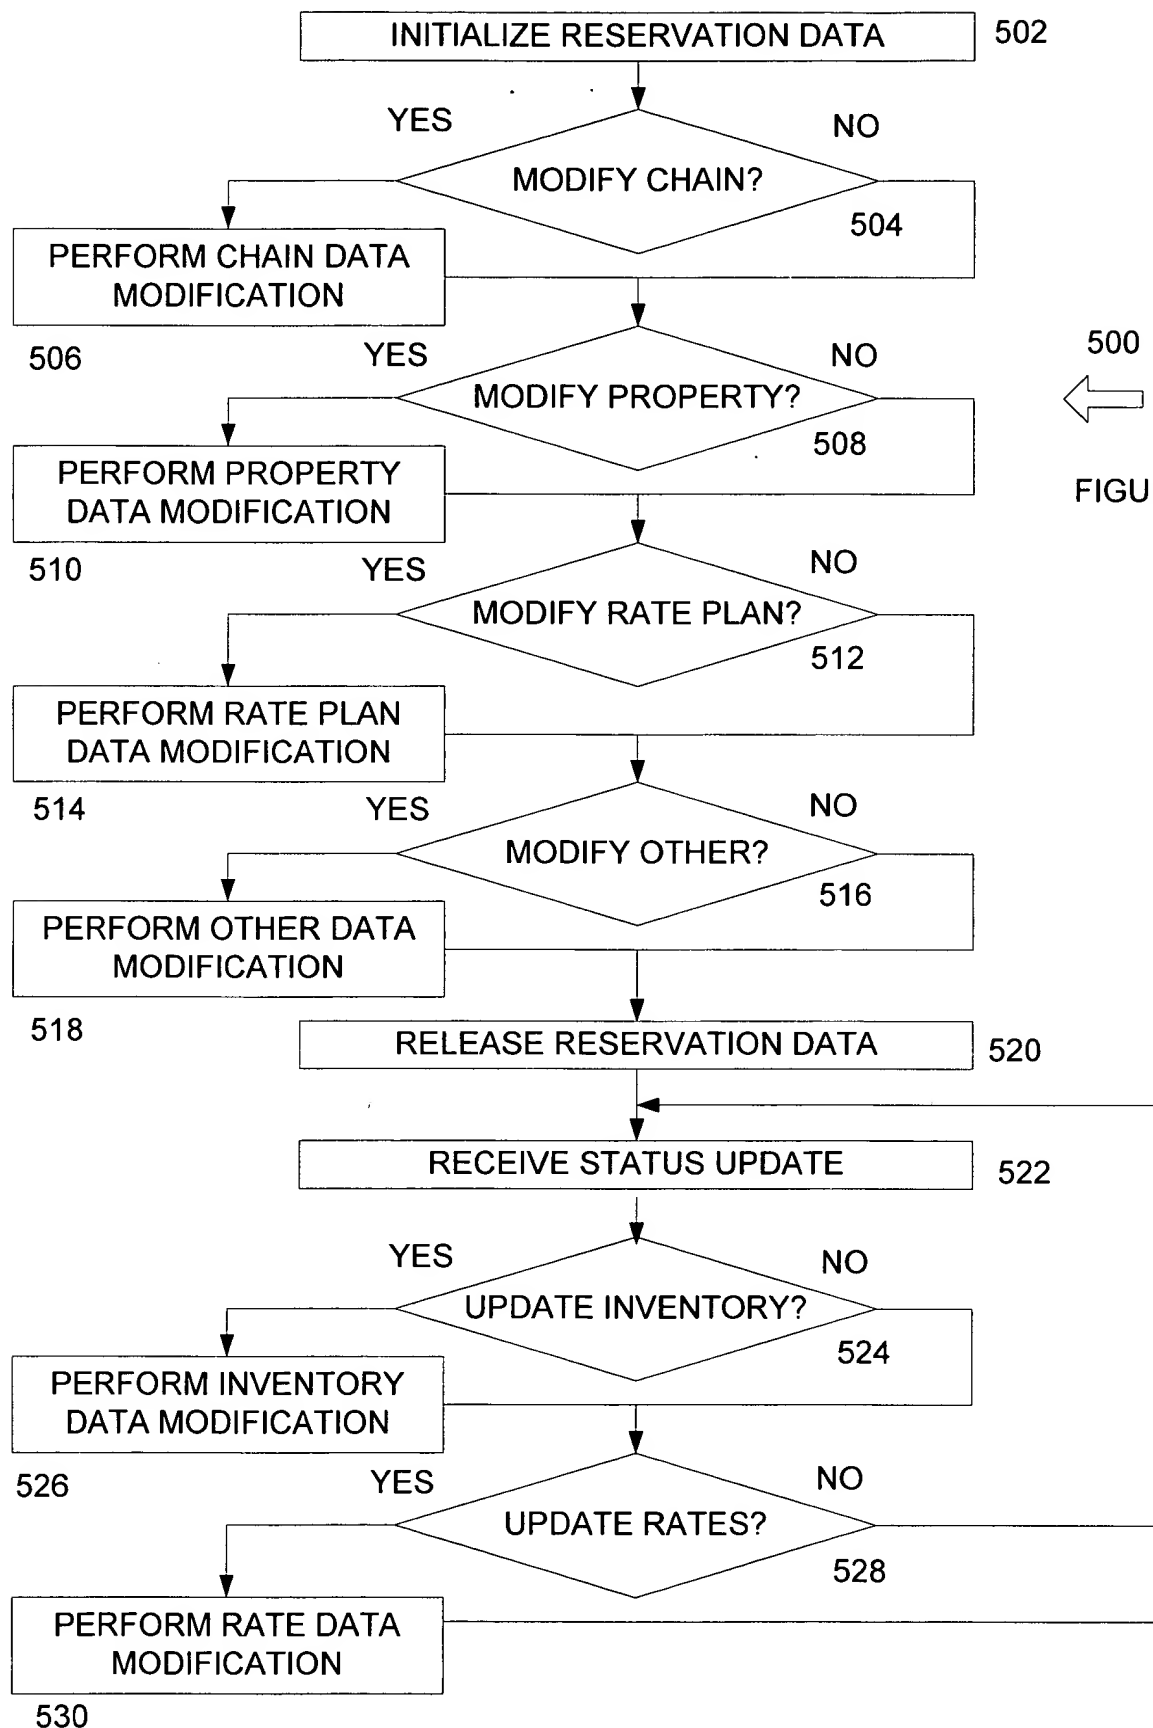 INITIALIZE RESERVATION DATA
502
YES
NO
MODIFY CHAIN?
504
PERFORM CHAIN DATA
MODIFICATION
506
YES
NO
500
MODIFY PROPERTY?
508
PERFORM PROPERTY
DATA MODIFICATION
FIGU
510
YES
NO
MODIFY RATE PLAN?
512
PERFORM RATE PLAN
DATA MODIFICATION
514
YES
NO
MODIFY OTHER?
516
PERFORM OTHER DATA
MODIFICATION
518
RELEASE RESERVATION DATA
520
RECEIVE STATUS UPDATE
522
YES
NO
UPDATE INVENTORY?
524
PERFORM INVENTORY
DATA MODIFICATION
526
YES
NO
UPDATE RATES?
528
PERFORM RATE DATA
MODIFICATION
530